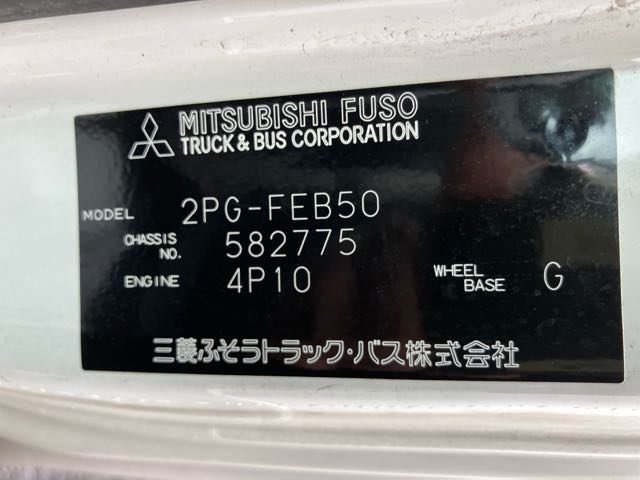 MITSUBISHI FUSO
TRUCK & BUS CORPORATION
MODEL 2PG-FEB50
CHASSIS NO. 582775
ENGINE 4P10 WHEEL BASE G
三菱ふそうトラック・バス株式会社